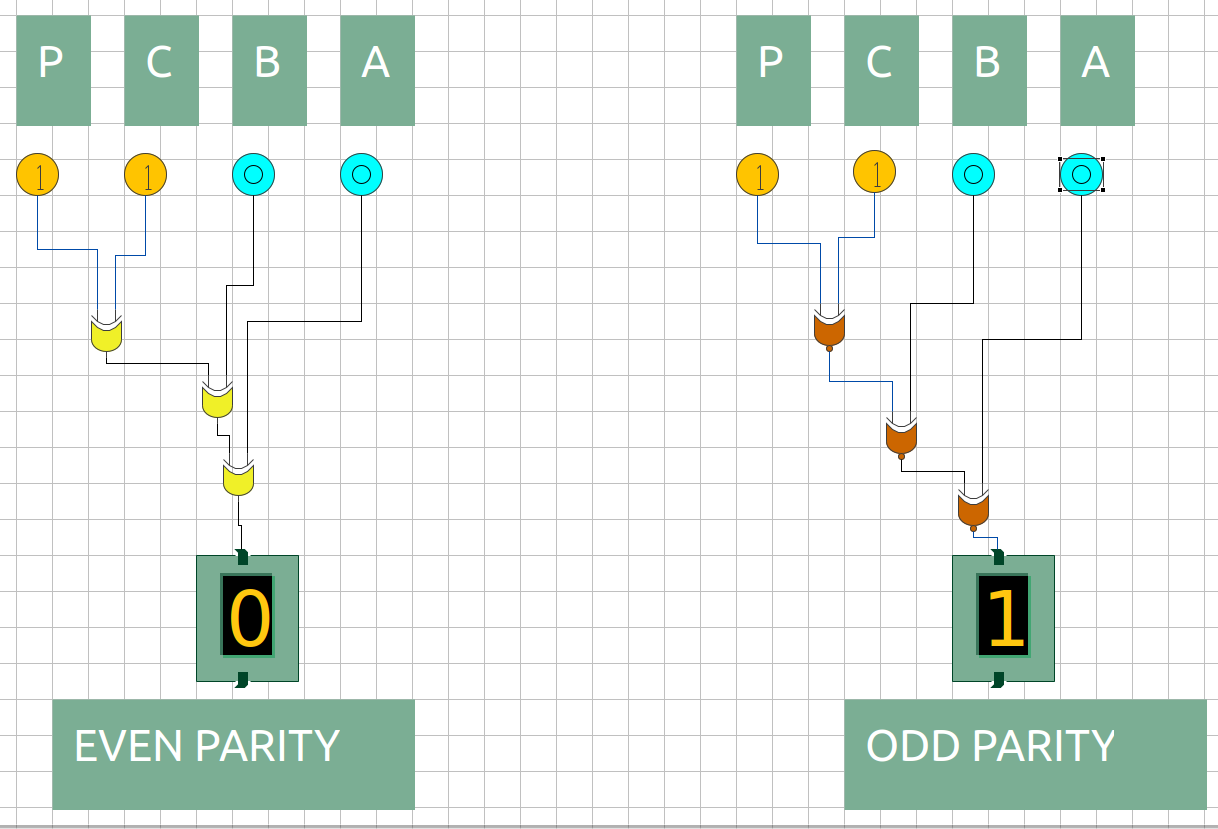 P C B A P C B A
1 1 0 0 1 1 0 0
0 1
EVEN PARITY ODD PARITY